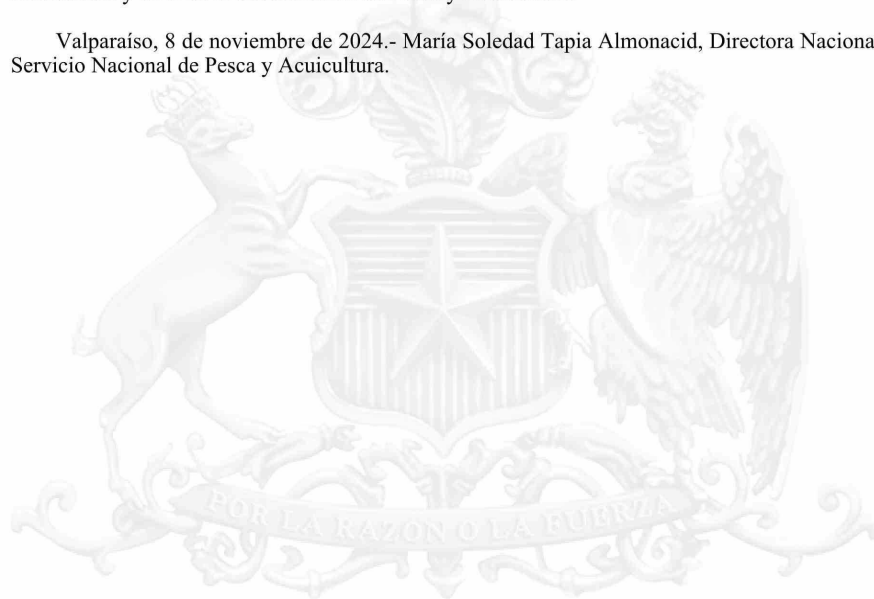 Valparaíso, 8 de noviembre de 2024.- María Soledad Tapia Almonacid, Directora Naciona
Servicio Nacional de Pesca y Acuicultura.
POR LA RAZÓN O LA FUERZA